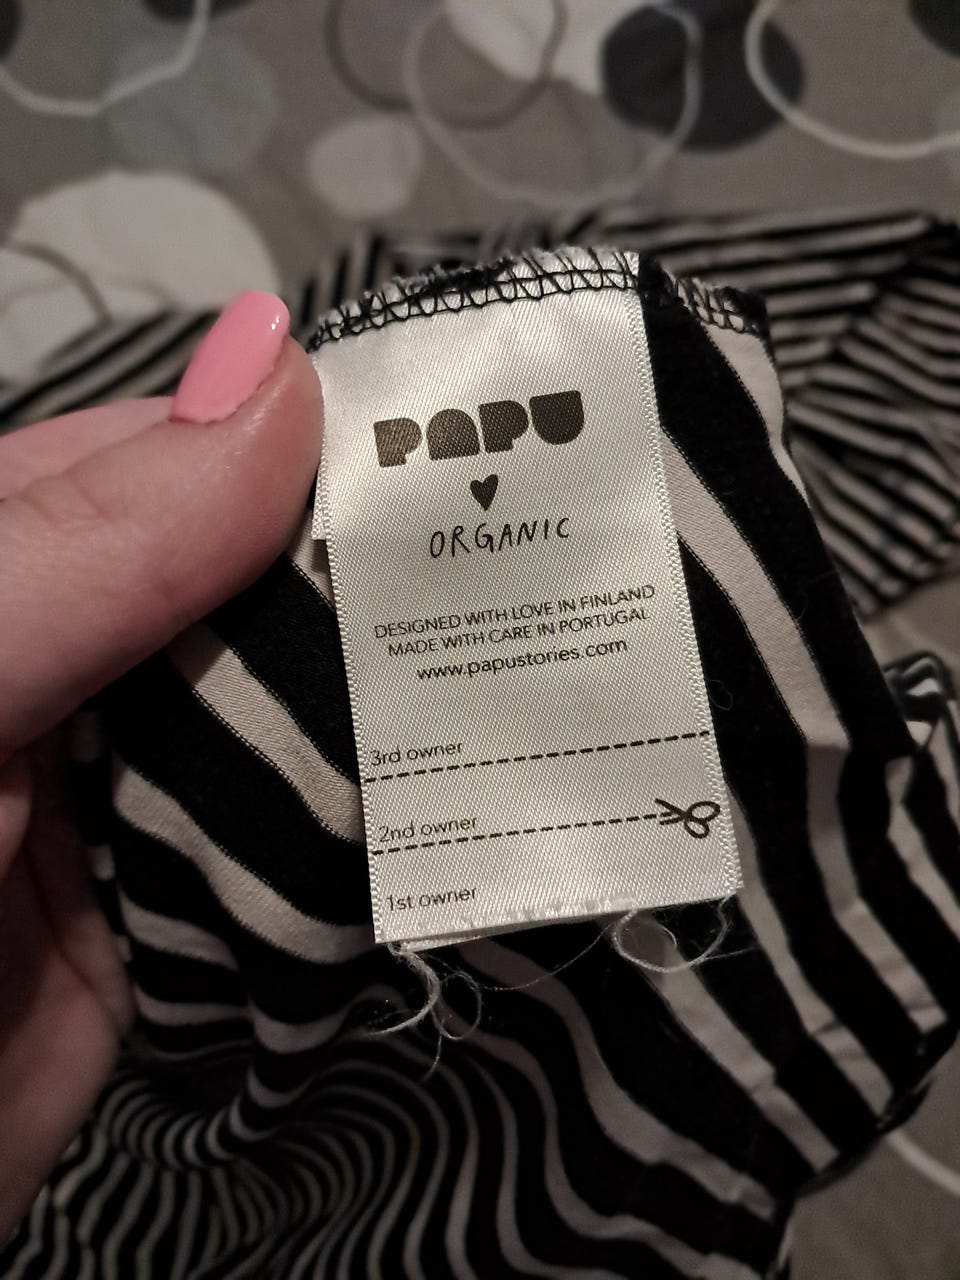 PAPU
ORGANIC
DESIGNED WITH LOVE IN FINLAND
MADE WITH CARE IN PORTUGAL
www.papustories.com
3rd owner
2nd owner
1st owner